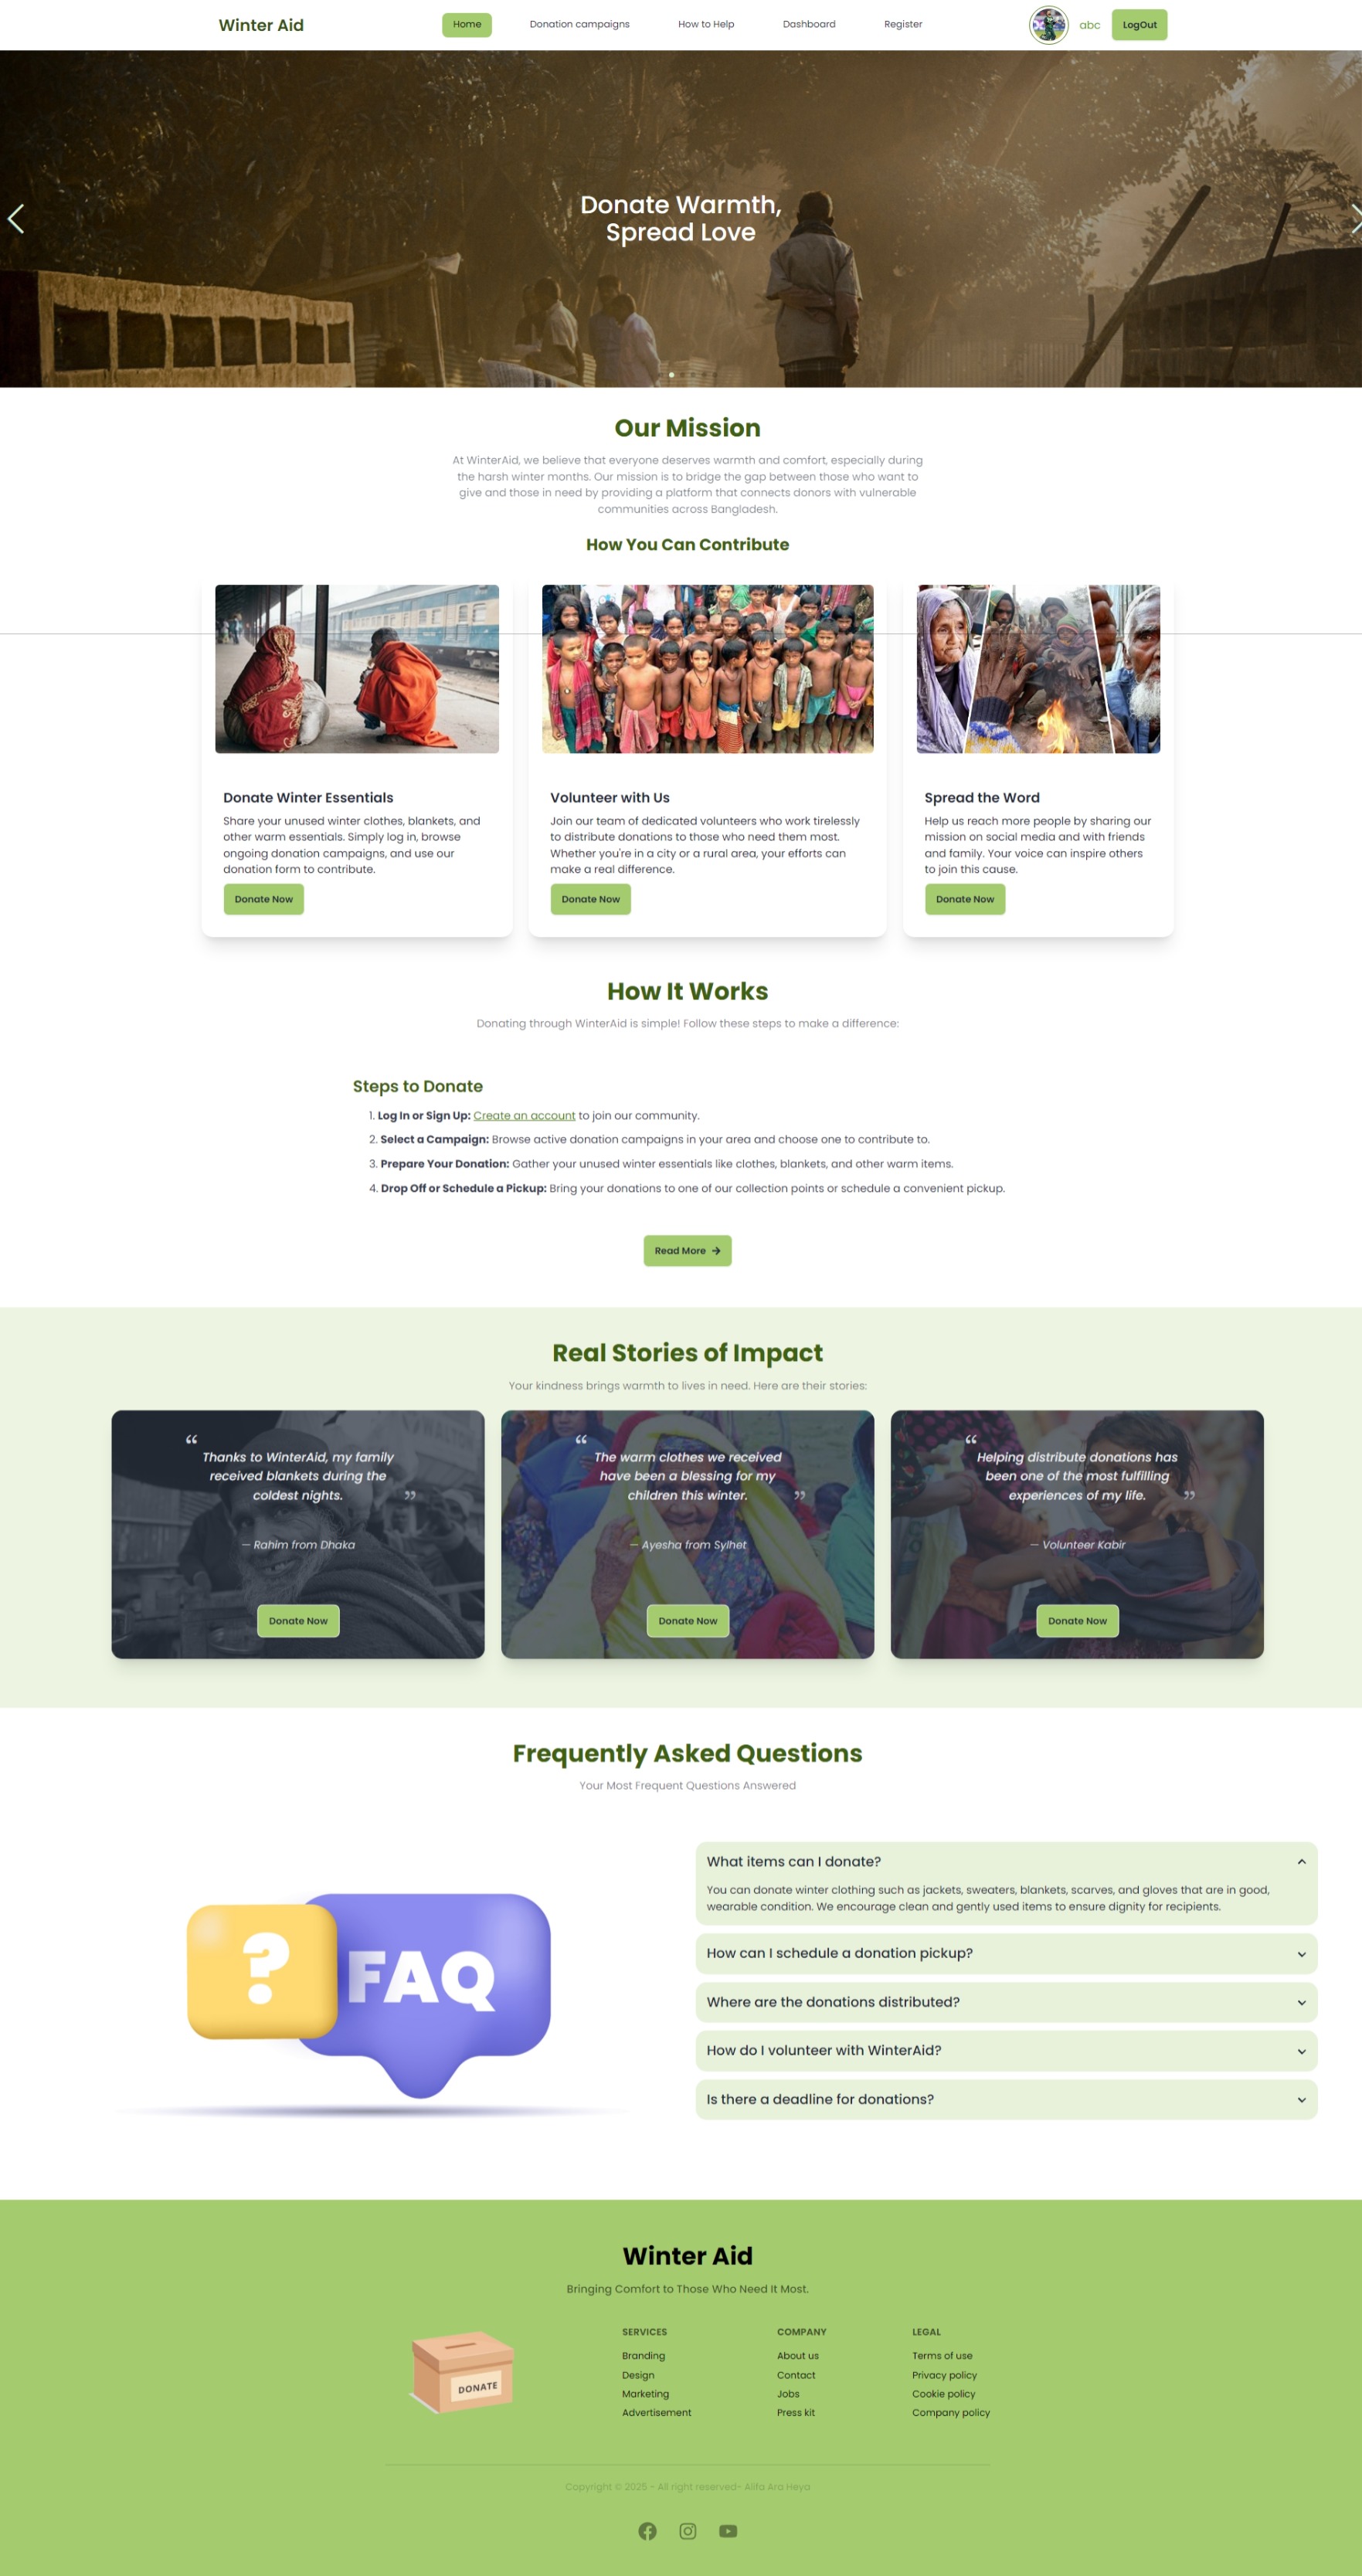 Winter Aid
Home
Donation campaigns
How to Help
Dashboard
Register
abc
LogOut
Donate Warmth,
Spread Love
Our Mission
At WinterAid, we believe that everyone deserves warmth and comfort, especially during
the harsh winter months. Our mission is to bridge the gap between those who want to
give and those in need by providing a platform that connects donors with vulnerable
communities across Bangladesh.
How You Can Contribute
Donate Winter Essentials
Share your unused winter clothes, blankets, and
other warm essentials. Simply log in, browse
ongoing donation campaigns, and use our
donation form to contribute.
Donate Now
Volunteer with Us
Join our team of dedicated volunteers who work tirelessly
to distribute donations to those who need them most.
Whether you're in a city or a rural area, your efforts can
make a real difference.
Donate Now
Spread the Word
Help us reach more people by sharing our
mission on social media and with friends
and family. Your voice can inspire others
to join this cause.
Donate Now
How It Works
Donating through WinterAid is simple! Follow these steps to make a difference:
Steps to Donate
1. Log In or Sign Up: Create an account to join our community.
2. Select a Campaign: Browse active donation campaigns in your area and choose one to contribute to.
3. Prepare Your Donation: Gather your unused winter essentials like clothes, blankets, and other warm items.
4. Drop Off or Schedule a Pickup: Bring your donations to one of our collection points or schedule a convenient pickup.
Read More →
Real Stories of Impact
Your kindness brings warmth to lives in need. Here are their stories:
“
Thanks to WinterAid, my family
received blankets during the
coldest nights. ”
— Rahim from Dhaka
Donate Now
“
The warm clothes we received
have been a blessing for my
children this winter. ”
— Ayesha from Sylhet
Donate Now
“
Helping distribute donations has
been one of the most fulfilling
experiences of my life. ”
— Volunteer Kabir
Donate Now
Frequently Asked Questions
Your Most Frequent Questions Answered
? FAQ
What items can I donate?
You can donate winter clothing such as jackets, sweaters, blankets, scarves, and gloves that are in good,
wearable condition. We encourage clean and gently used items to ensure dignity for recipients.
How can I schedule a donation pickup?
Where are the donations distributed?
How do I volunteer with WinterAid?
Is there a deadline for donations?
Winter Aid
Bringing Comfort to Those Who Need It Most.
DONATE
SERVICES
Branding
Design
Marketing
Advertisement
COMPANY
About us
Contact
Jobs
Press kit
LEGAL
Terms of use
Privacy policy
Cookie policy
Company policy
Copyright © 2025 - All right reserved- Alifa Ara Heya